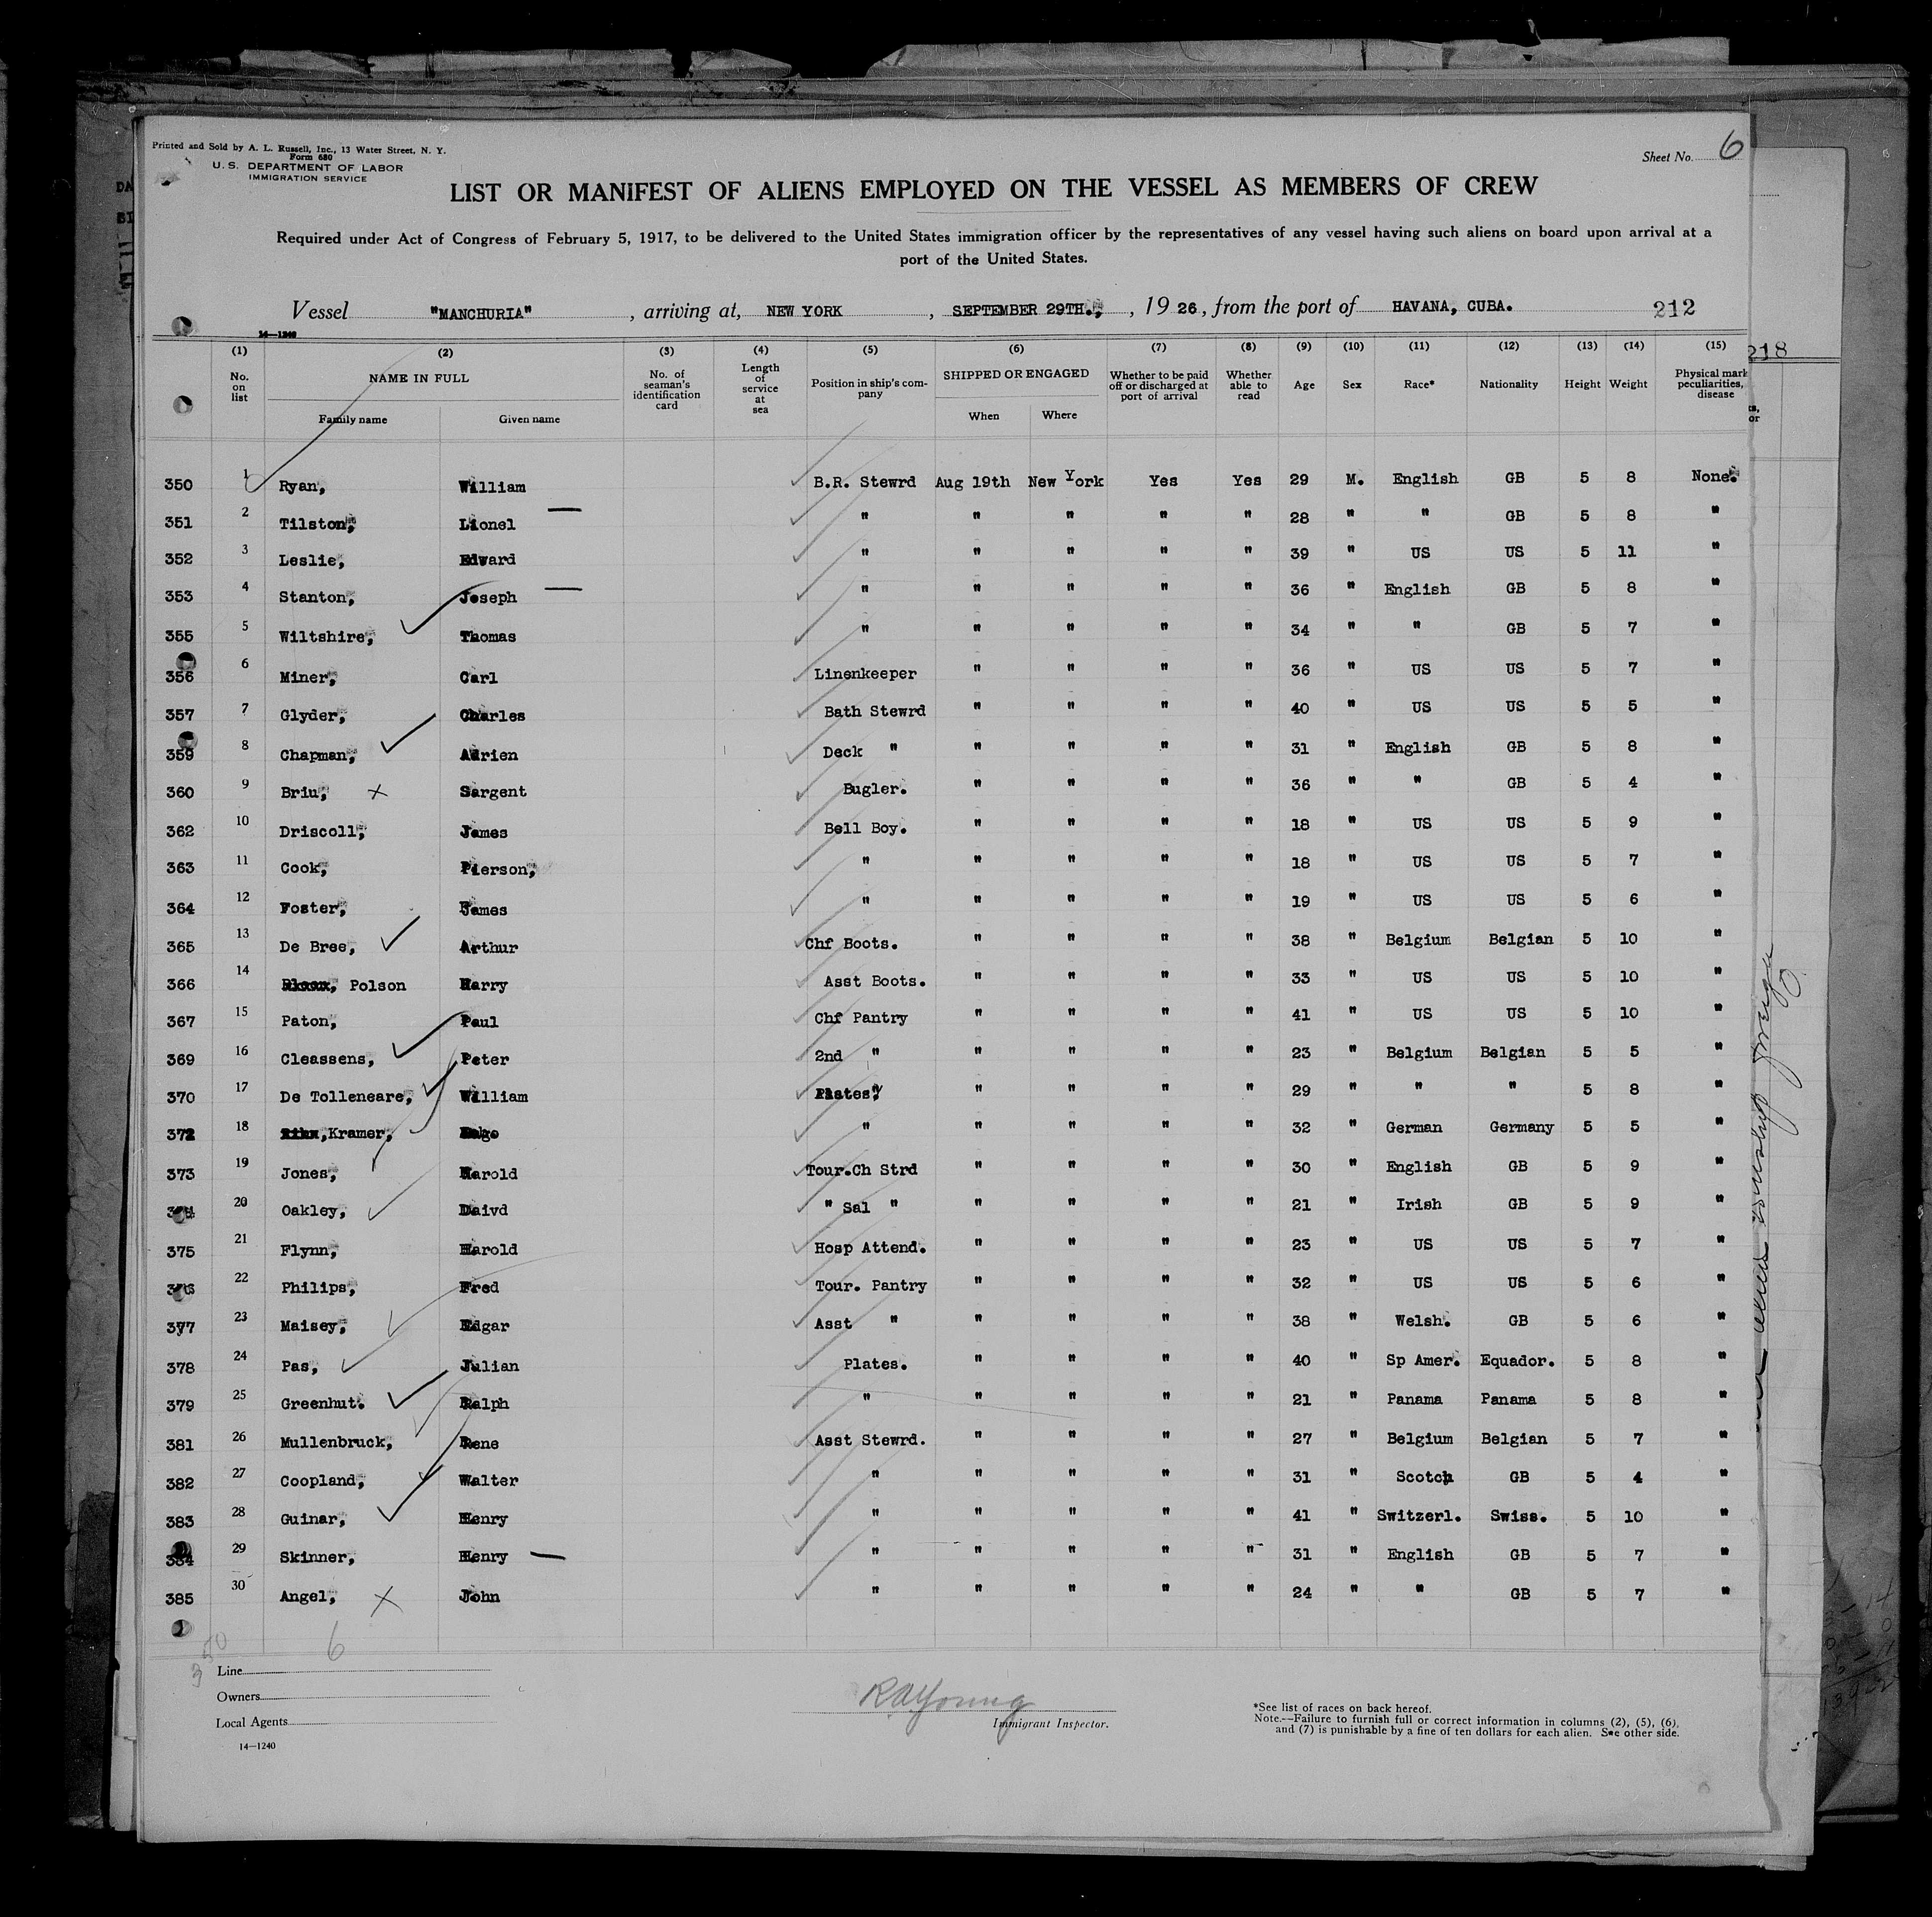 Printed and Sold by A. L. Russell, Inc., 13 Water Street, N. Y.
Form 680
U. S. DEPARTMENT OF LABOR
IMMIGRATION SERVICE
Sheet No. 6
LIST OR MANIFEST OF ALIENS EMPLOYED ON THE VESSEL AS MEMBERS OF CREW
Required under Act of Congress of February 5, 1917, to be delivered to the United States immigration officer by the representatives of any vessel having such aliens on board upon arrival at a
port of the United States.
Vessel "MANCHURIA", arriving at, NEW YORK, SEPTEMBER 29TH., 19 26, from the port of HAVANA, CUBA. 212
14—1240
218
(1) (2) (3) (4) (5) (6) (7) (8) (9) (10) (11) (12) (13) (14) (15)
No. on list NAME IN FULL Family name Given name No. of seaman's identification card Length of service at sea Position in ship's company SHIPPED OR ENGAGED When Where Whether to be paid off or discharged at port of arrival Whether able to read Age Sex Race* Nationality Height Weight Physical mark peculiarities, disease
350 1 Ryan, William B.R. Stewrd Aug 19th New York Yes Yes 29 M. English GB 5 8 None.
351 2 Tilston, Lionel " " " " " 28 " " GB 5 8 "
352 3 Leslie, Edward " " " " " 39 " US US 5 11 "
353 4 Stanton, Joseph " " " " " 36 " English GB 5 8 "
355 5 Wiltshire, Thomas " " " " " 34 " " GB 5 7 "
356 6 Miner, Carl Linenkeeper " " " " 36 " US US 5 7 "
357 7 Glyder, Charles Bath Stewrd " " " " 40 " US US 5 5 "
359 8 Chapman, Adrien Deck " " " " " 31 " English GB 5 8 "
360 9 Briu, Sargent Bugler. " " " " 36 " " GB 5 4 "
362 10 Driscoll, James Bell Boy. " " " " 18 " US US 5 9 "
363 11 Cook, Pierson, " " " " " 18 " US US 5 7 "
364 12 Foster, James " " " " " 19 " US US 5 6 "
365 13 De Bree, Arthur Chf Boots. " " " " 38 " Belgium Belgian 5 10 "
366 14 Polson Harry Asst Boots. " " " " 33 " US US 5 10 "
367 15 Paton, Paul Chf Pantry " " " " 41 " US US 5 10 "
369 16 Cleassens, Peter 2nd " " " " " 23 " Belgium Belgian 5 5 "
370 17 De Tolleneare, William Plates, " " " " 29 " " " 5 8 "
372 18 Kramer, " " " " " 32 " German Germany 5 5 "
373 19 Jones, Harold Tour.Ch Strd " " " " 30 " English GB 5 9 "
374 20 Oakley, Daivd " Sal " " " " " 21 " Irish GB 5 9 "
375 21 Flynn, Harold Hosp Attend. " " " " 23 " US US 5 7 "
376 22 Philips, Fred Tour. Pantry " " " " 32 " US US 5 6 "
377 23 Maisey, Edgar Asst " " " " " 38 " Welsh. GB 5 6 "
378 24 Pas, Julian Plates. " " " " 40 " Sp Amer. Equador. 5 8 "
379 25 Greenhut. Ralph " " " " " 21 " Panama Panama 5 8 "
381 26 Mullenbruck, Rene Asst Stewrd. " " " " 27 " Belgium Belgian 5 7 "
382 27 Coopland, Walter " " " " " 31 " Scotch GB 5 4 "
383 28 Guinar, Henry " " " " " 41 " Switzerl. Swiss. 5 10 "
384 29 Skinner, Henry " " " " " 31 " English GB 5 7 "
385 30 Angel, John " " " " " 24 " " GB 5 7 "
350 6
Line
Owners
Local Agents
14—1240
R A Young
Immigrant Inspector.
*See list of races on back hereof.
Note.—Failure to furnish full or correct information in columns (2), (5), (6),
and (7) is punishable by a fine of ten dollars for each alien. See other side.